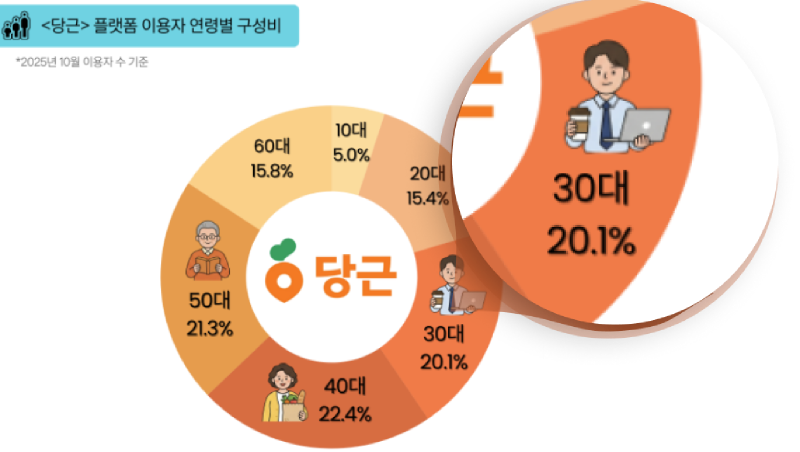 <당근> 플랫폼 이용자 연령별 구성비
*2025년 10월 이용자 수 기준
10대
5.0%
20대
15.4%
30대
20.1%
40대
22.4%
50대
21.3%
60대
15.8%
당근
30대
20.1%